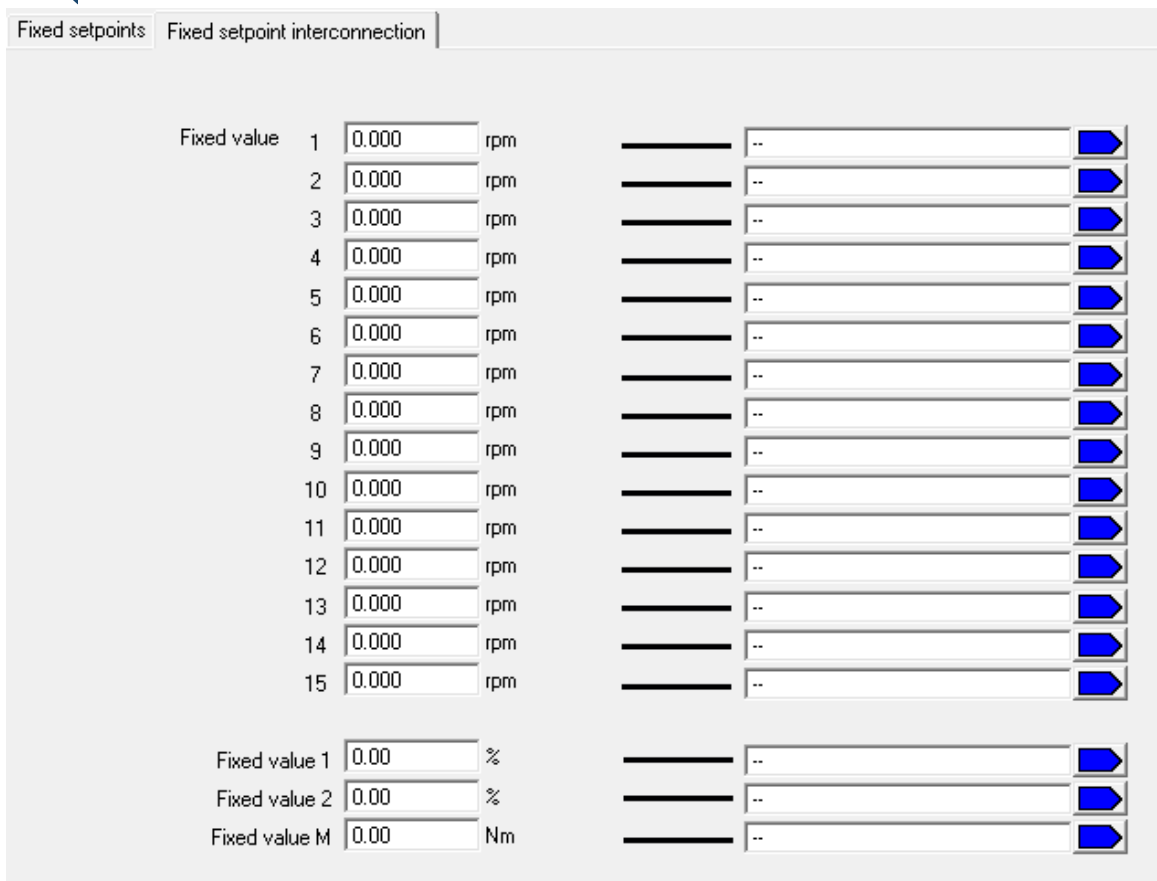 Fixed setpoints Fixed setpoint interconnection
Fixed value 1 0.000 rpm --
2 0.000 rpm --
3 0.000 rpm --
4 0.000 rpm --
5 0.000 rpm --
6 0.000 rpm --
7 0.000 rpm --
8 0.000 rpm --
9 0.000 rpm --
10 0.000 rpm --
11 0.000 rpm --
12 0.000 rpm --
13 0.000 rpm --
14 0.000 rpm --
15 0.000 rpm --
Fixed value 1 0.00 % --
Fixed value 2 0.00 % --
Fixed value M 0.00 Nm --